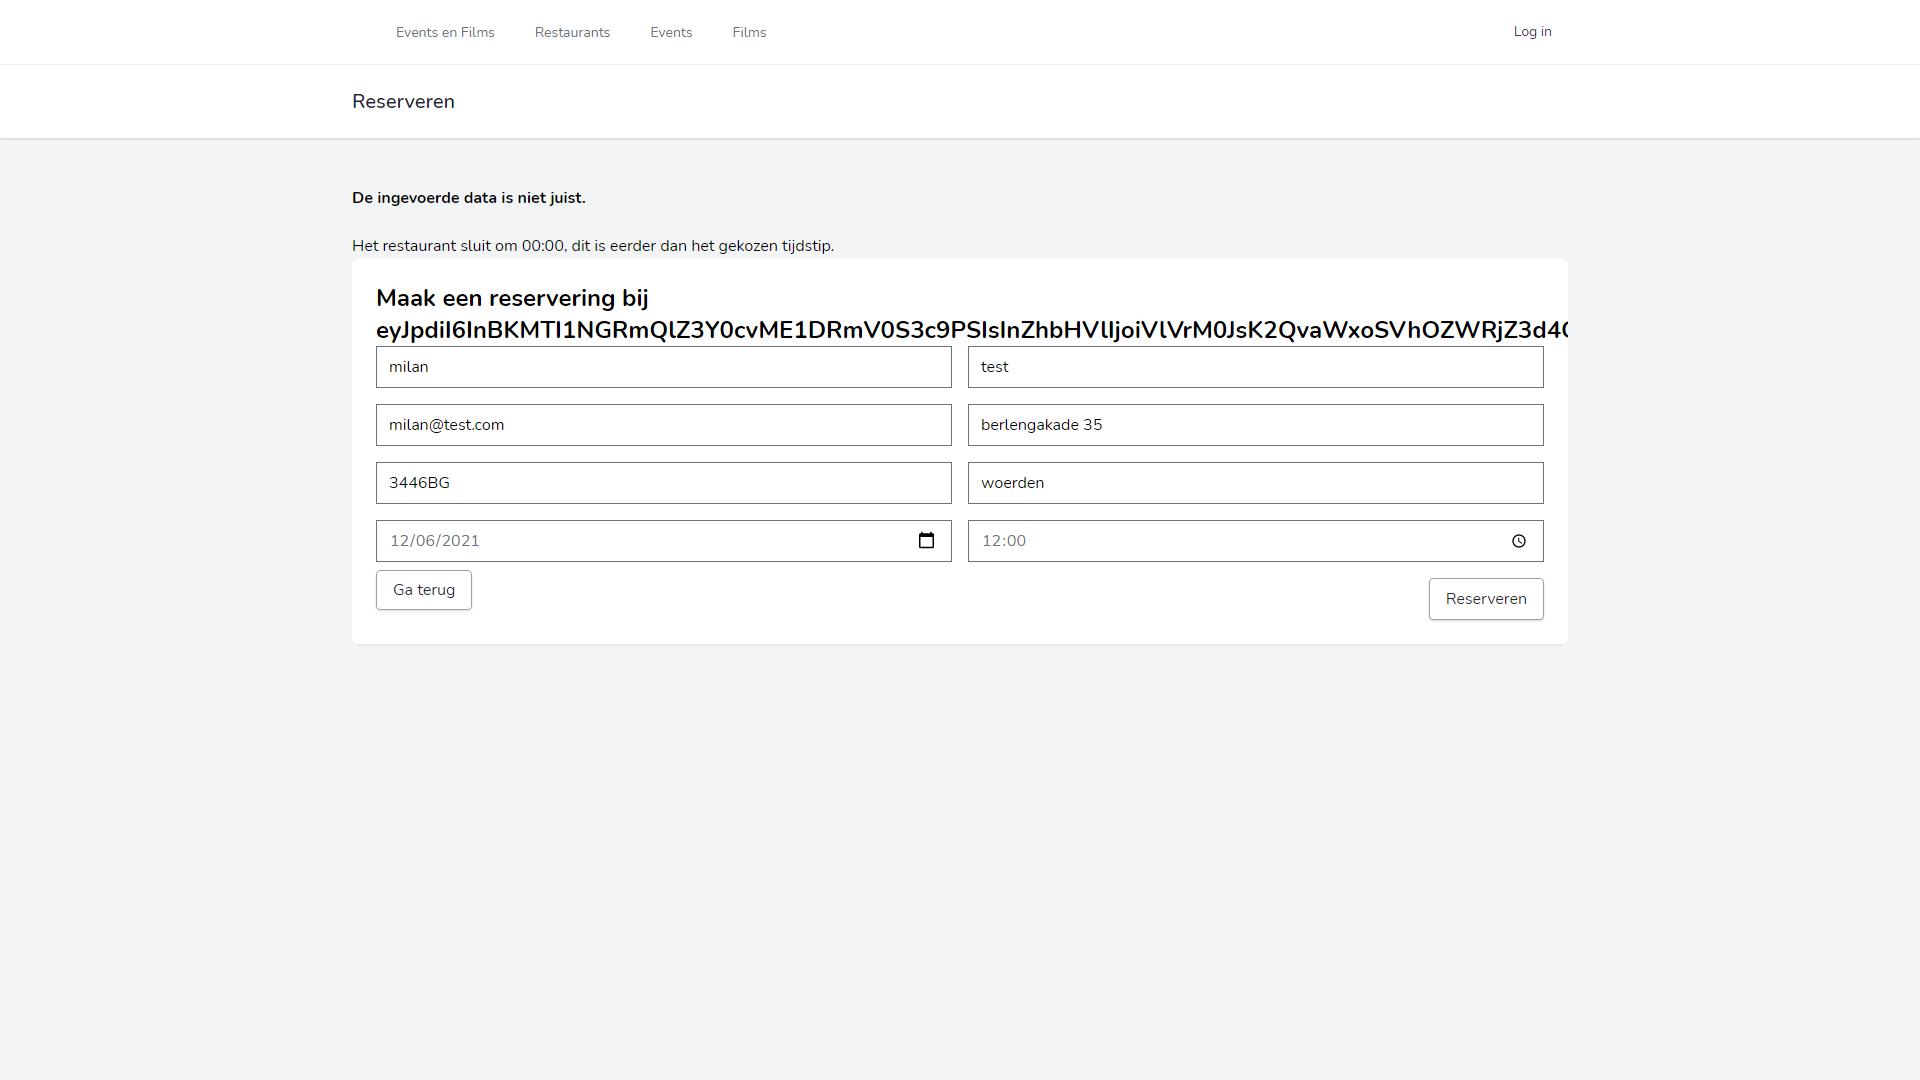 Events en Films Restaurants Events Films Log in
Reserveren
De ingevoerde data is niet juist.
Het restaurant sluit om 00:00, dit is eerder dan het gekozen tijdstip.
Maak een reservering bij
eyJpdiI6InBKMTI1NGRmQlZ3Y0cvME1DRmV0S3c9PSIsInZhbHVlIjoiVlVrM0JsK2QvaWxoSVhOZWRjZ3d4
milan test
milan@test.com berlengakade 35
3446BG woerden
12/06/2021 12:00
Ga terug Reserveren